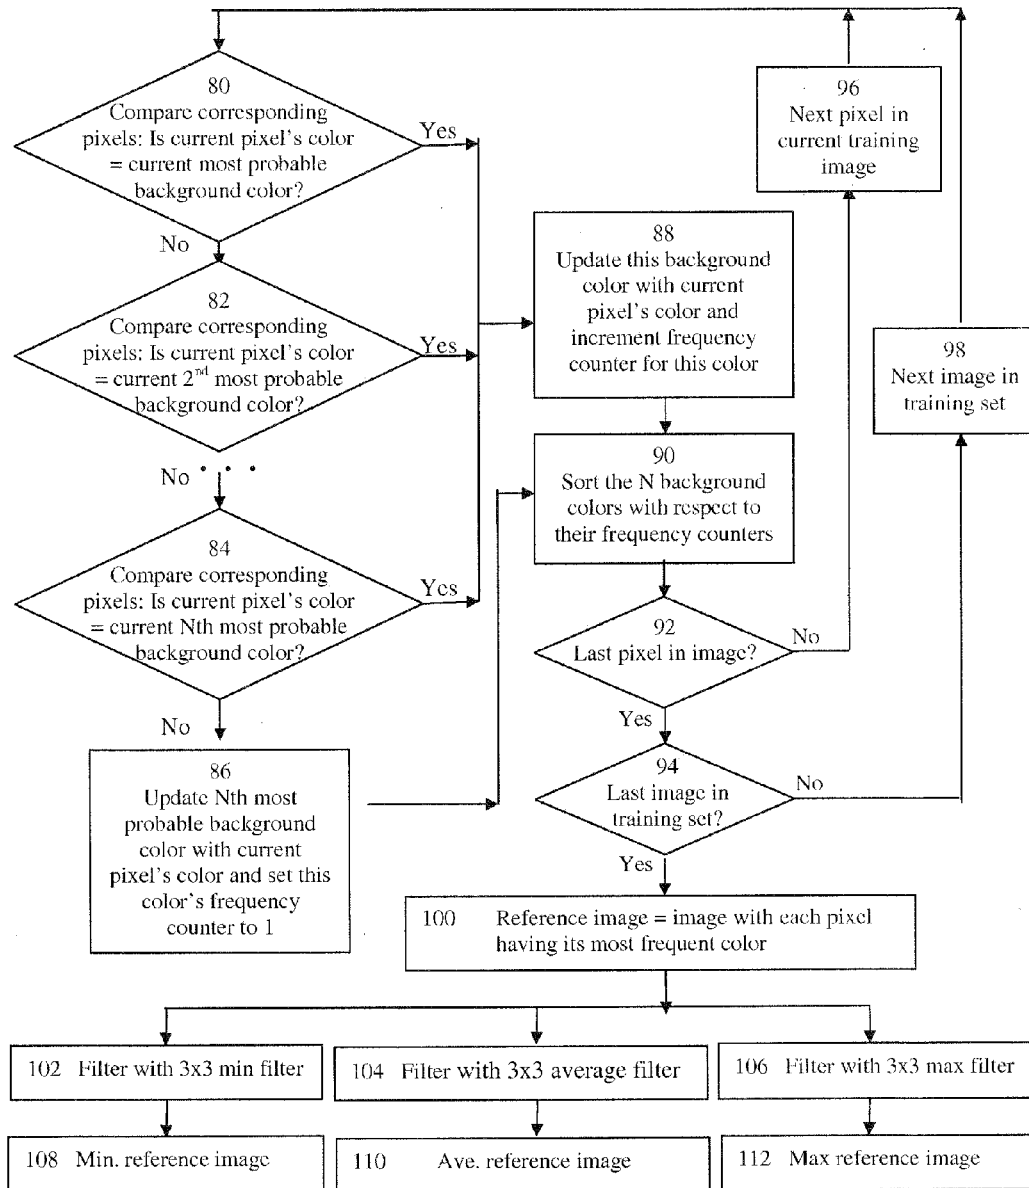 80
Compare corresponding
pixels: Is current pixel's color
= current most probable
background color?
Yes
No
82
Compare corresponding
pixels: Is current pixel's color
= current 2nd most probable
background color?
Yes
No . . .
84
Compare corresponding
pixels: Is current pixel's color
= current Nth most probable
background color?
Yes
No
86
Update Nth most
probable background
color with current
pixel's color and set this
color's frequency
counter to 1
88
Update this background
color with current
pixel's color and
increment frequency
counter for this color
90
Sort the N background
colors with respect to
their frequency counters
92
Last pixel in image?
No
Yes
94
Last image in
training set?
No
Yes
96
Next pixel in
current training
image
98
Next image in
training set
100 Reference image = image with each pixel
having its most frequent color
102 Filter with 3x3 min filter
104 Filter with 3x3 average filter
106 Filter with 3x3 max filter
108 Min. reference image
110 Ave. reference image
112 Max reference image